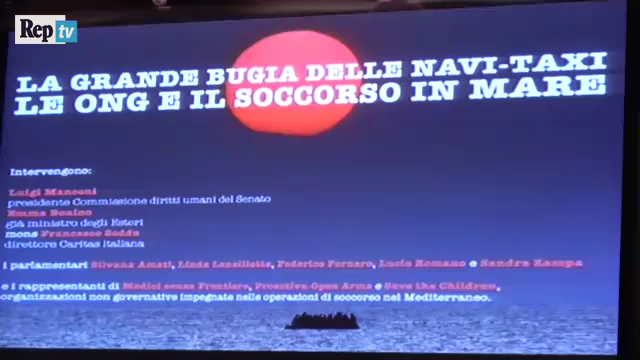 Rep tv
LA GRANDE BUGIA DELLE NAVI-TAXI
LE ONG E IL SOCCORSO IN MARE
Intervengono:
Luigi Manconi
presidente Commissione diritti umani del Senato
Emma Bonino
già ministro degli Esteri
mons Francesco Soddu
direttore Caritas italiana
i parlamentari Silvana Amati, Linda Lanzillotta, Federico Fornaro, Lucio Romano e Sandra Zampa
e i rappresentanti di Medici senza Frontiere, Proactiva Open Arms e Save the Children,
organizzazioni non governative impegnate nelle operazioni di soccorso nel Mediterraneo.